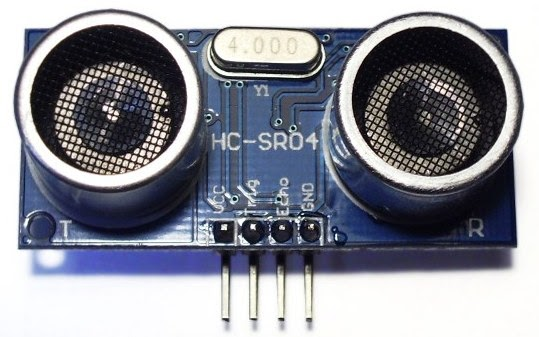 4.000
Y1
HC-SR04
Vcc
Trig
Echo
GND
T
R